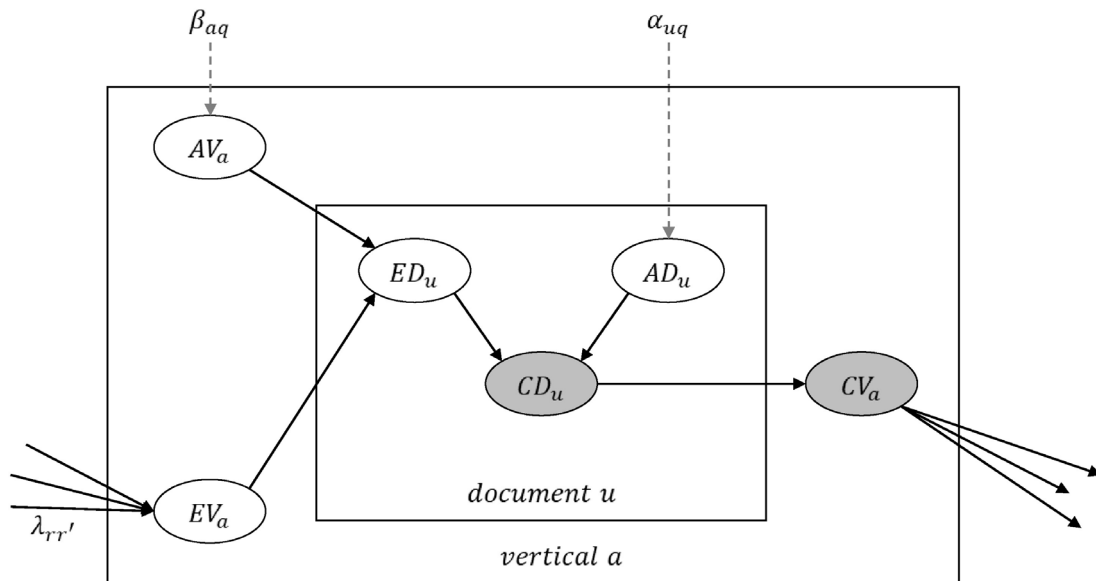 β_aq
α_uq
AV_a
ED_u
AD_u
CD_u
CV_a
document u
EV_a
λ_rr'
vertical a